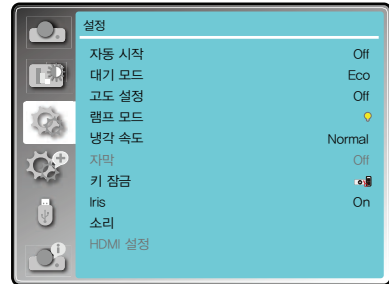 설정
자동 시작 Off
대기 모드 Eco
고도 설정 Off
램프 모드
냉각 속도 Normal
자막 Off
키 잠금
Iris On
소리
HDMI 설정